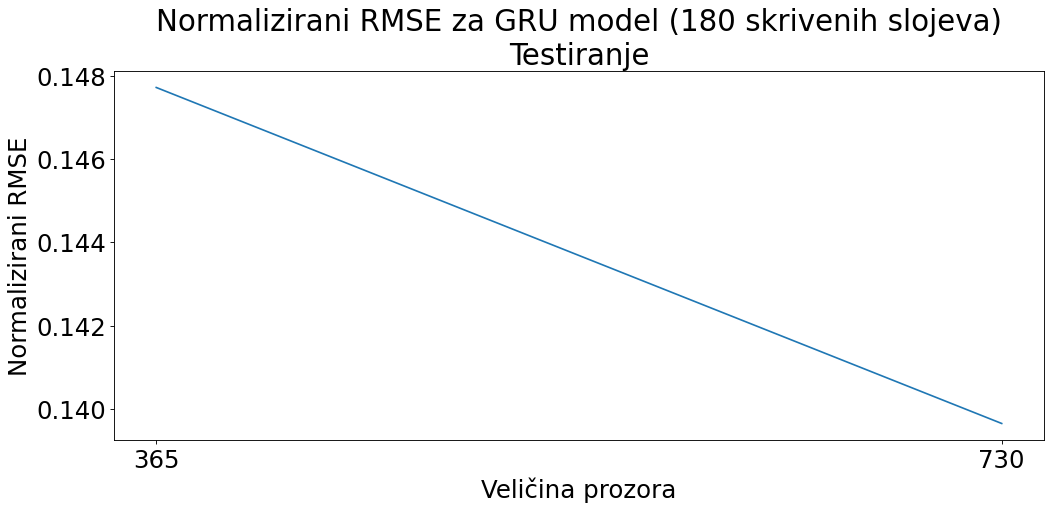 Normalizirani RMSE za GRU model (180 skrivenih slojeva)
Testiranje
Normalizirani RMSE
0.148
0.146
0.144
0.142
0.140
365
730
Veličina prozora